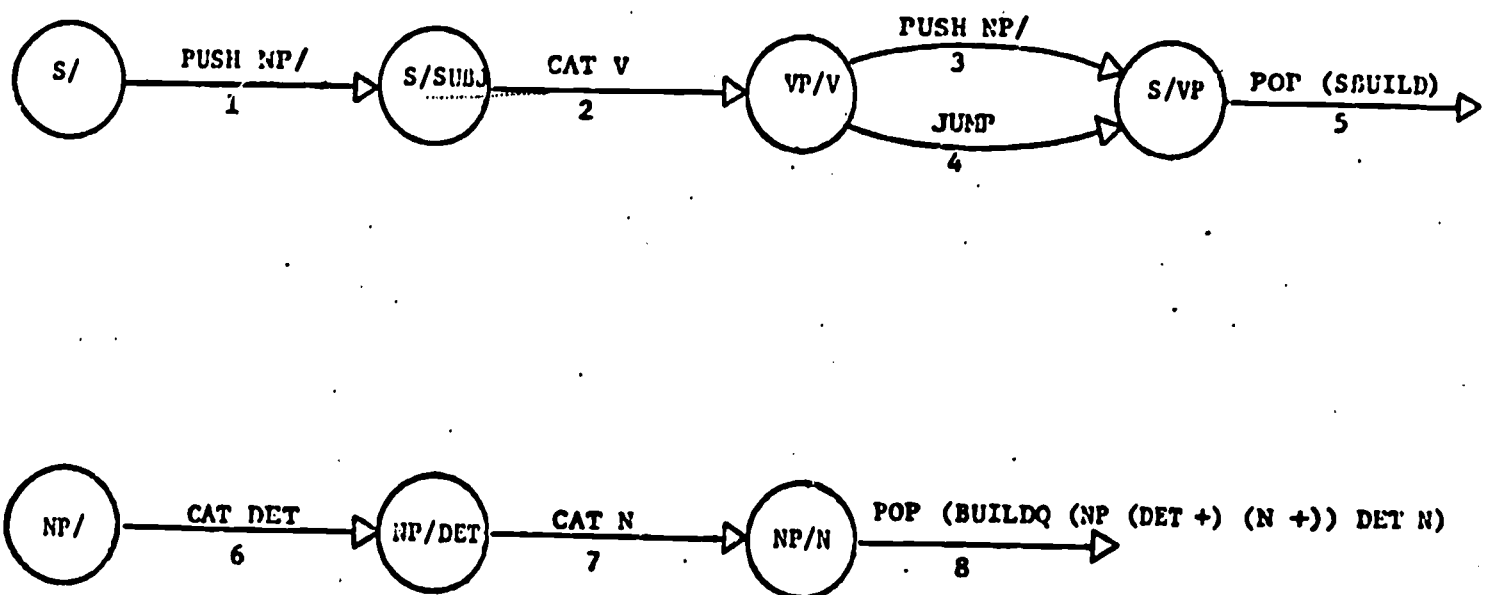 S/
PUSH NP/
1
S/SUBJ
CAT V
2
VP/V
PUSH NP/
3
JUMP
4
S/VP
POP (SBUILD)
5
NP/
CAT DET
6
NP/DET
CAT N
7
NP/N
POP (BUILDQ (NP (DET +) (N +)) DET N)
8